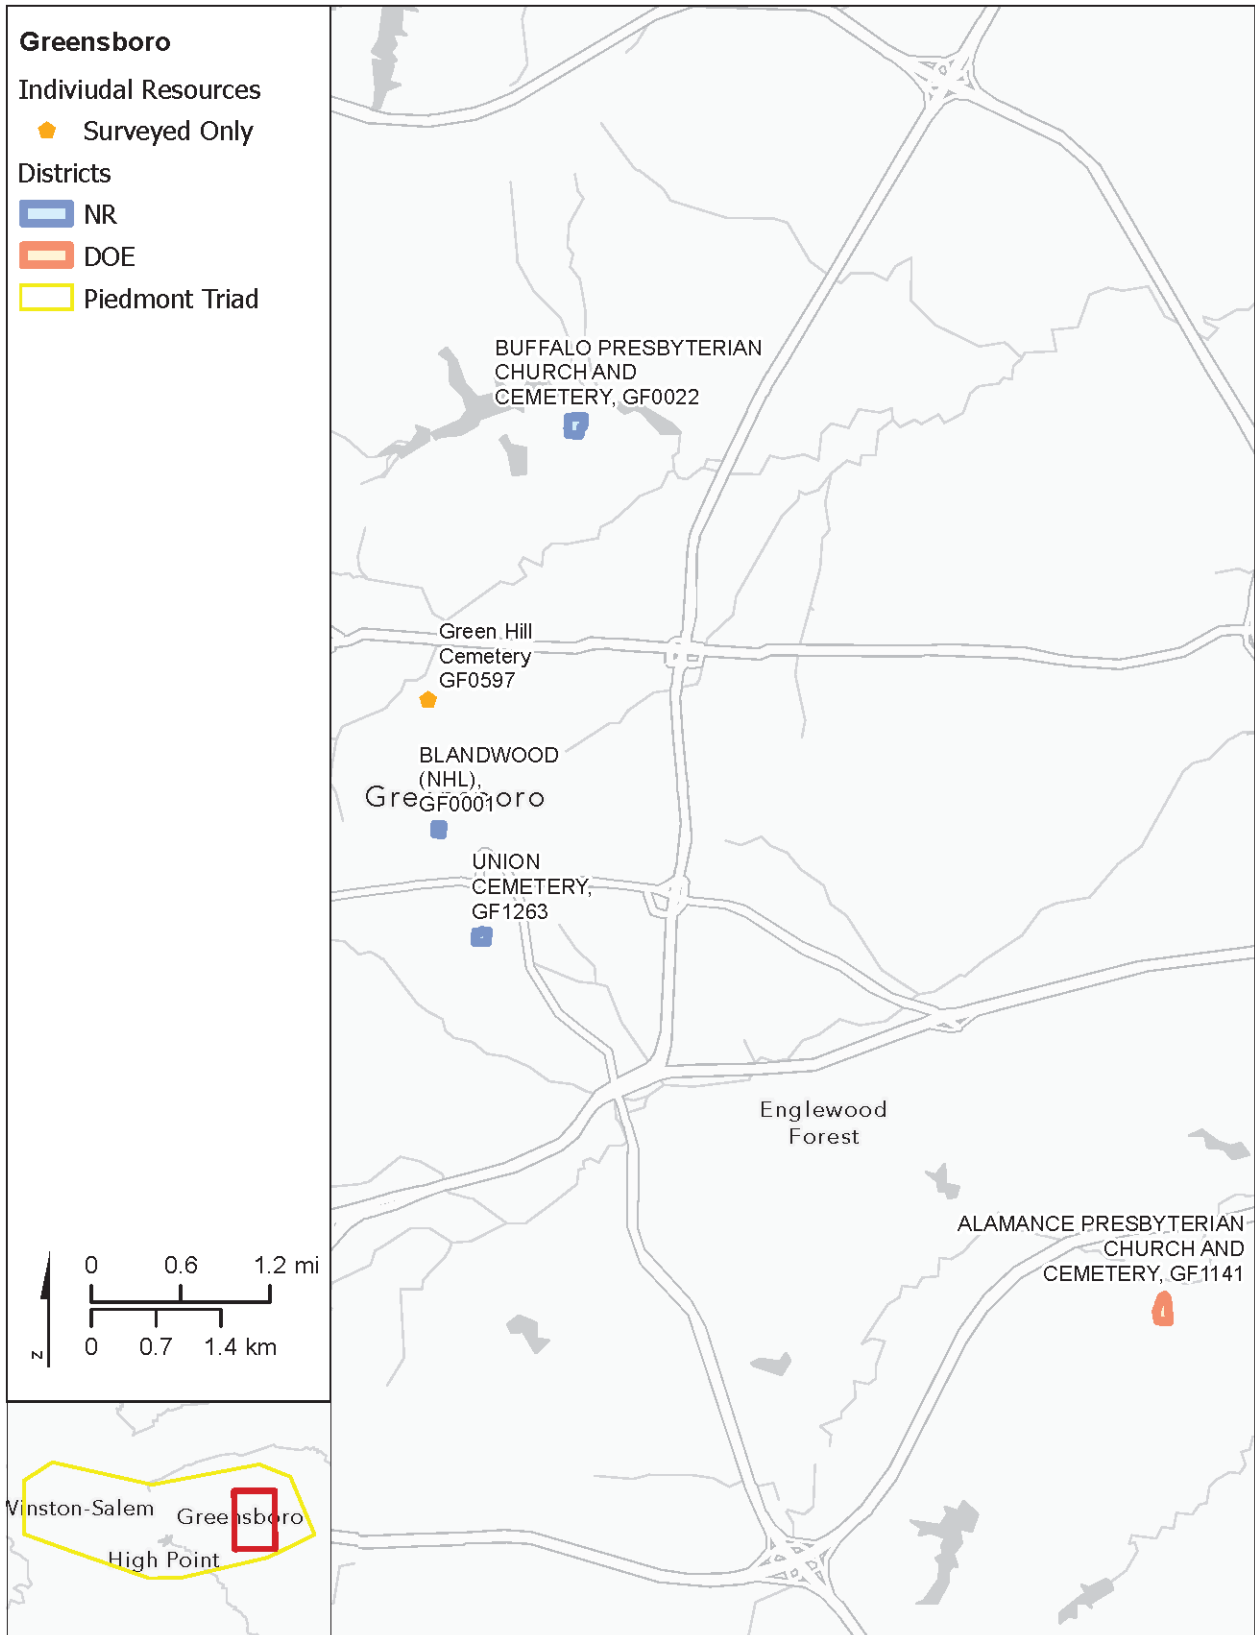 Greensboro
Indiviudal Resources
Surveyed Only
Districts
NR
DOE
Piedmont Triad
BUFFALO PRESBYTERIAN
CHURCH AND
CEMETERY, GF0022
Green Hill
Cemetery
GF0597
BLANDWOOD
(NHL),
GF0001
Greensboro
UNION
CEMETERY,
GF1263
Englewood
Forest
ALAMANCE PRESBYTERIAN
CHURCH AND
CEMETERY, GF1141
0 0.6 1.2 mi
0 0.7 1.4 km
N
Winston-Salem
Greensboro
High Point